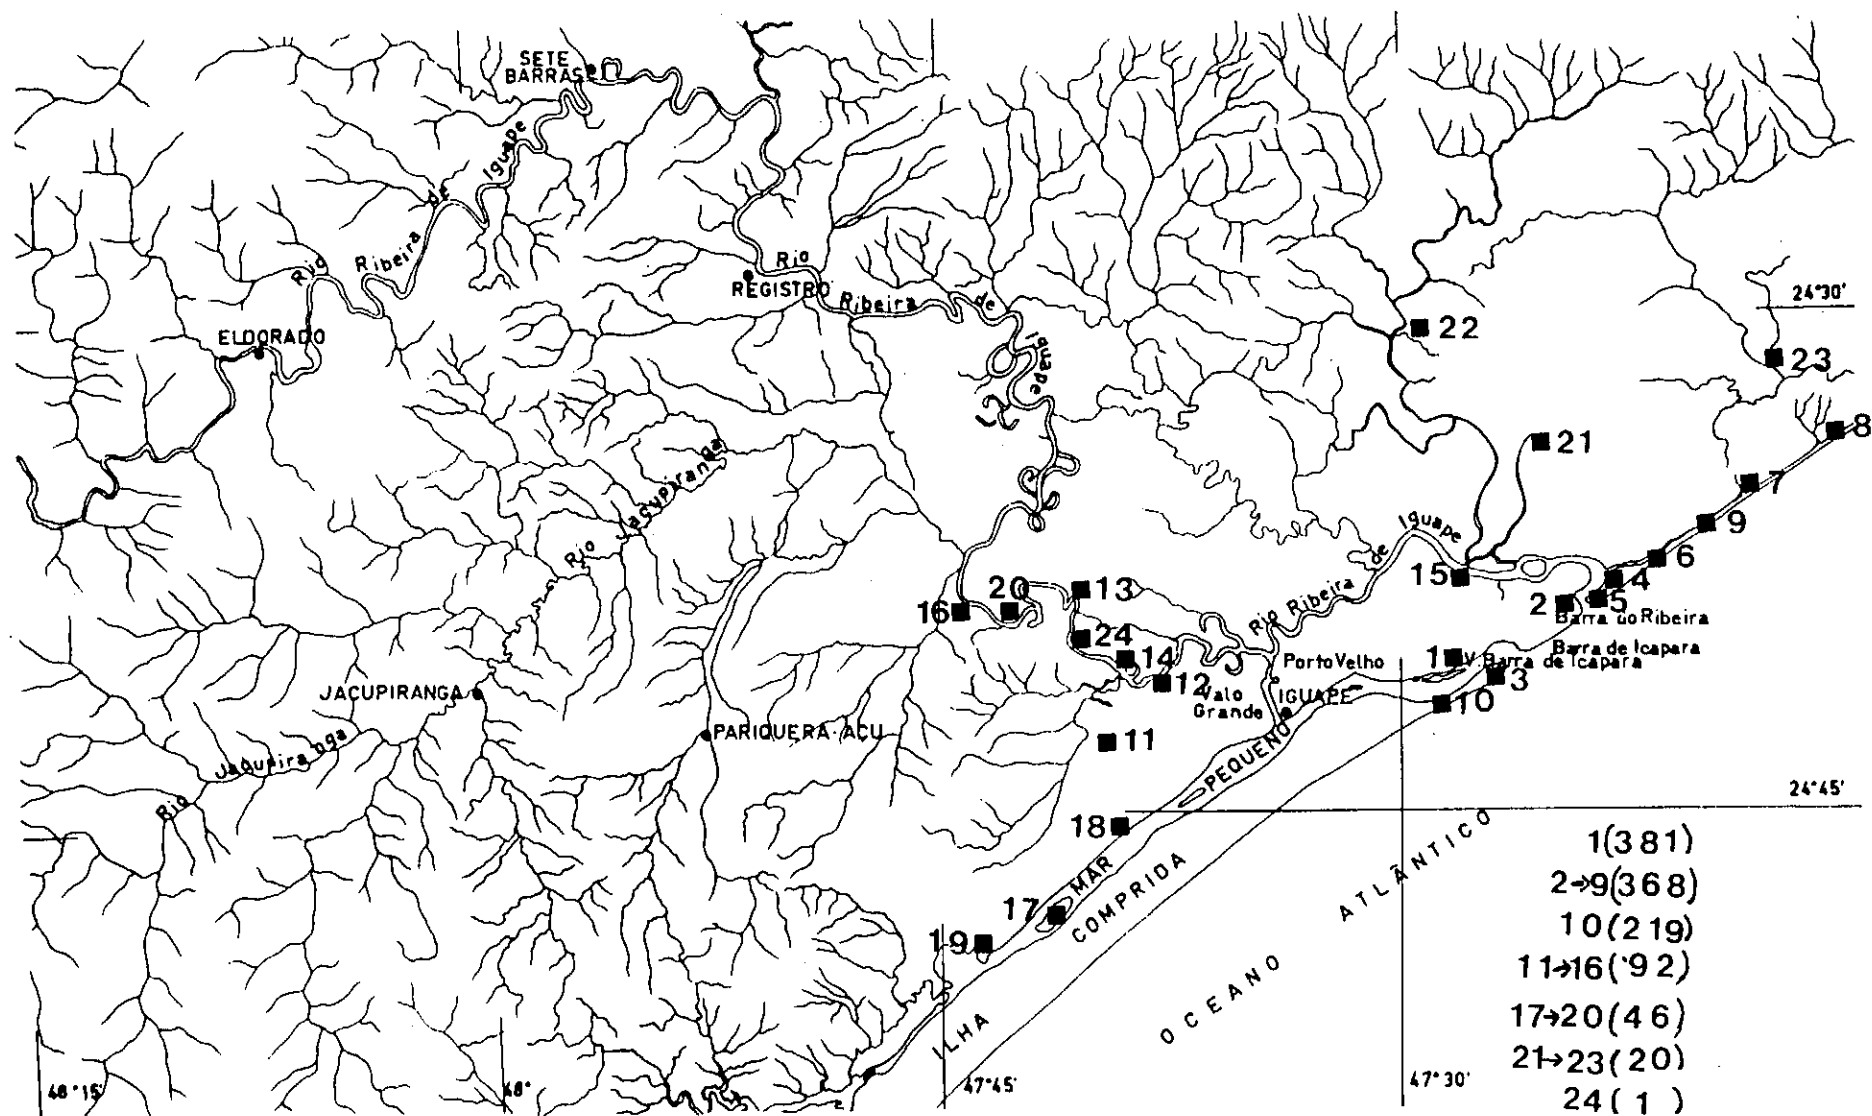 SETE
BARRAS
Rio Ribeira de Iguape
ELDORADO
REGISTRO
Rio Ribeira de Iguape
24°30'
22
23
8
21
7
9
6
4
5
2
15
Barra do Ribeira
Rio Jacupiranga
Rio Ribeira de Iguape
16
20
13
24
14
12
11
Valo
Grande
Porto Velho
IGUAPE
1
V. Barra de Icapara
Barra de Icapara
3
10
JACUPIRANGA
PARIQUERA-AÇU
Rio Jacupiranga
24°45'
18
17
19
MAR PEQUENO
ILHA COMPRIDA
OCEANO ATLÂNTICO
48°15'
48°
47°45'
47°30'
1(381)
2→9(368)
10(219)
11→16('92)
17→20(46)
21→23(20)
24( 1 )